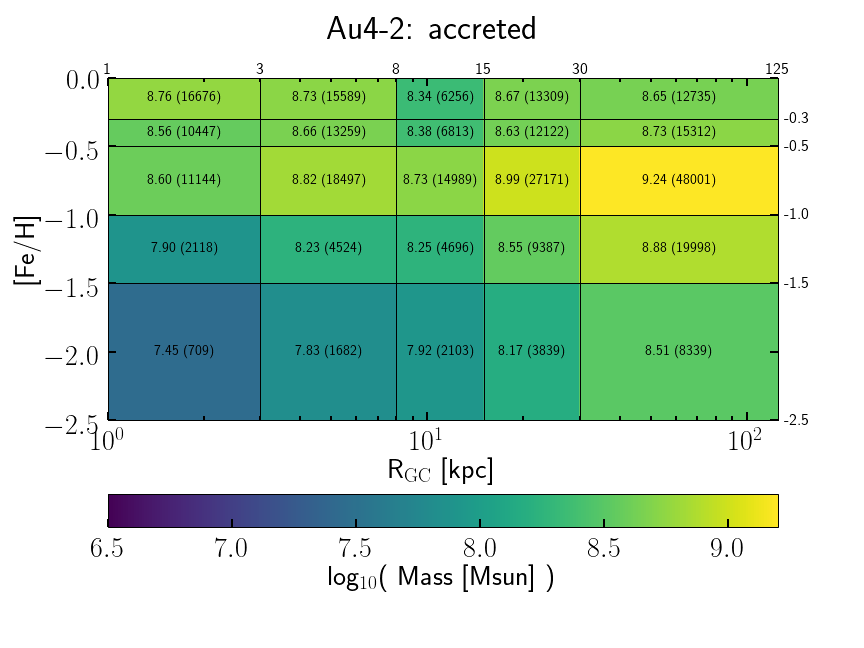 Au4-2: accreted
1 3 8 15 30 125
0.0 8.76 (16676) 8.73 (15589) 8.34 (6256) 8.67 (13309) 8.65 (12735)
-0.3
8.56 (10447) 8.66 (13259) 8.38 (6813) 8.63 (12122) 8.73 (15312)
−0.5 -0.5
8.60 (11144) 8.82 (18497) 8.73 (14989) 8.99 (27171) 9.24 (48001)
−1.0 -1.0
[Fe/H]
7.90 (2118) 8.23 (4524) 8.25 (4696) 8.55 (9387) 8.88 (19998)
−1.5 -1.5
7.45 (709) 7.83 (1682) 7.92 (2103) 8.17 (3839) 8.51 (8339)
−2.0
−2.5 -2.5
10⁰ 10¹ 10²
R_GC [kpc]
6.5 7.0 7.5 8.0 8.5 9.0
log₁₀( Mass [Msun] )